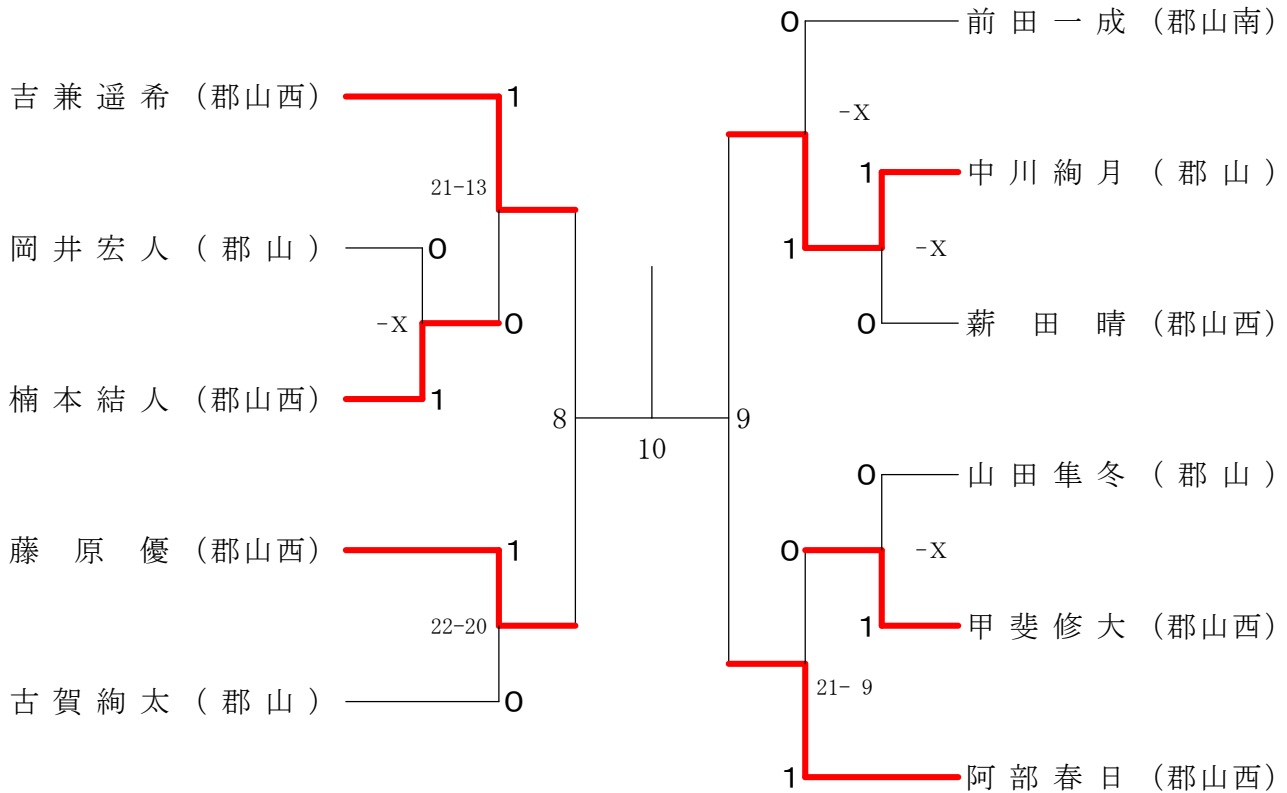 吉兼遥希（郡山西）
1
21-13
岡井宏人（郡山）
0
-X
0
楠本結人（郡山西）
1
8
藤原優（郡山西）
1
22-20
古賀絢太（郡山）
0
10
0
前田一成（郡山南）
-X
1
中川絢月（郡山）
1
-X
0
薪田晴（郡山西）
9
0
山田隼冬（郡山）
0
-X
1
甲斐修大（郡山西）
21- 9
1
阿部春日（郡山西）